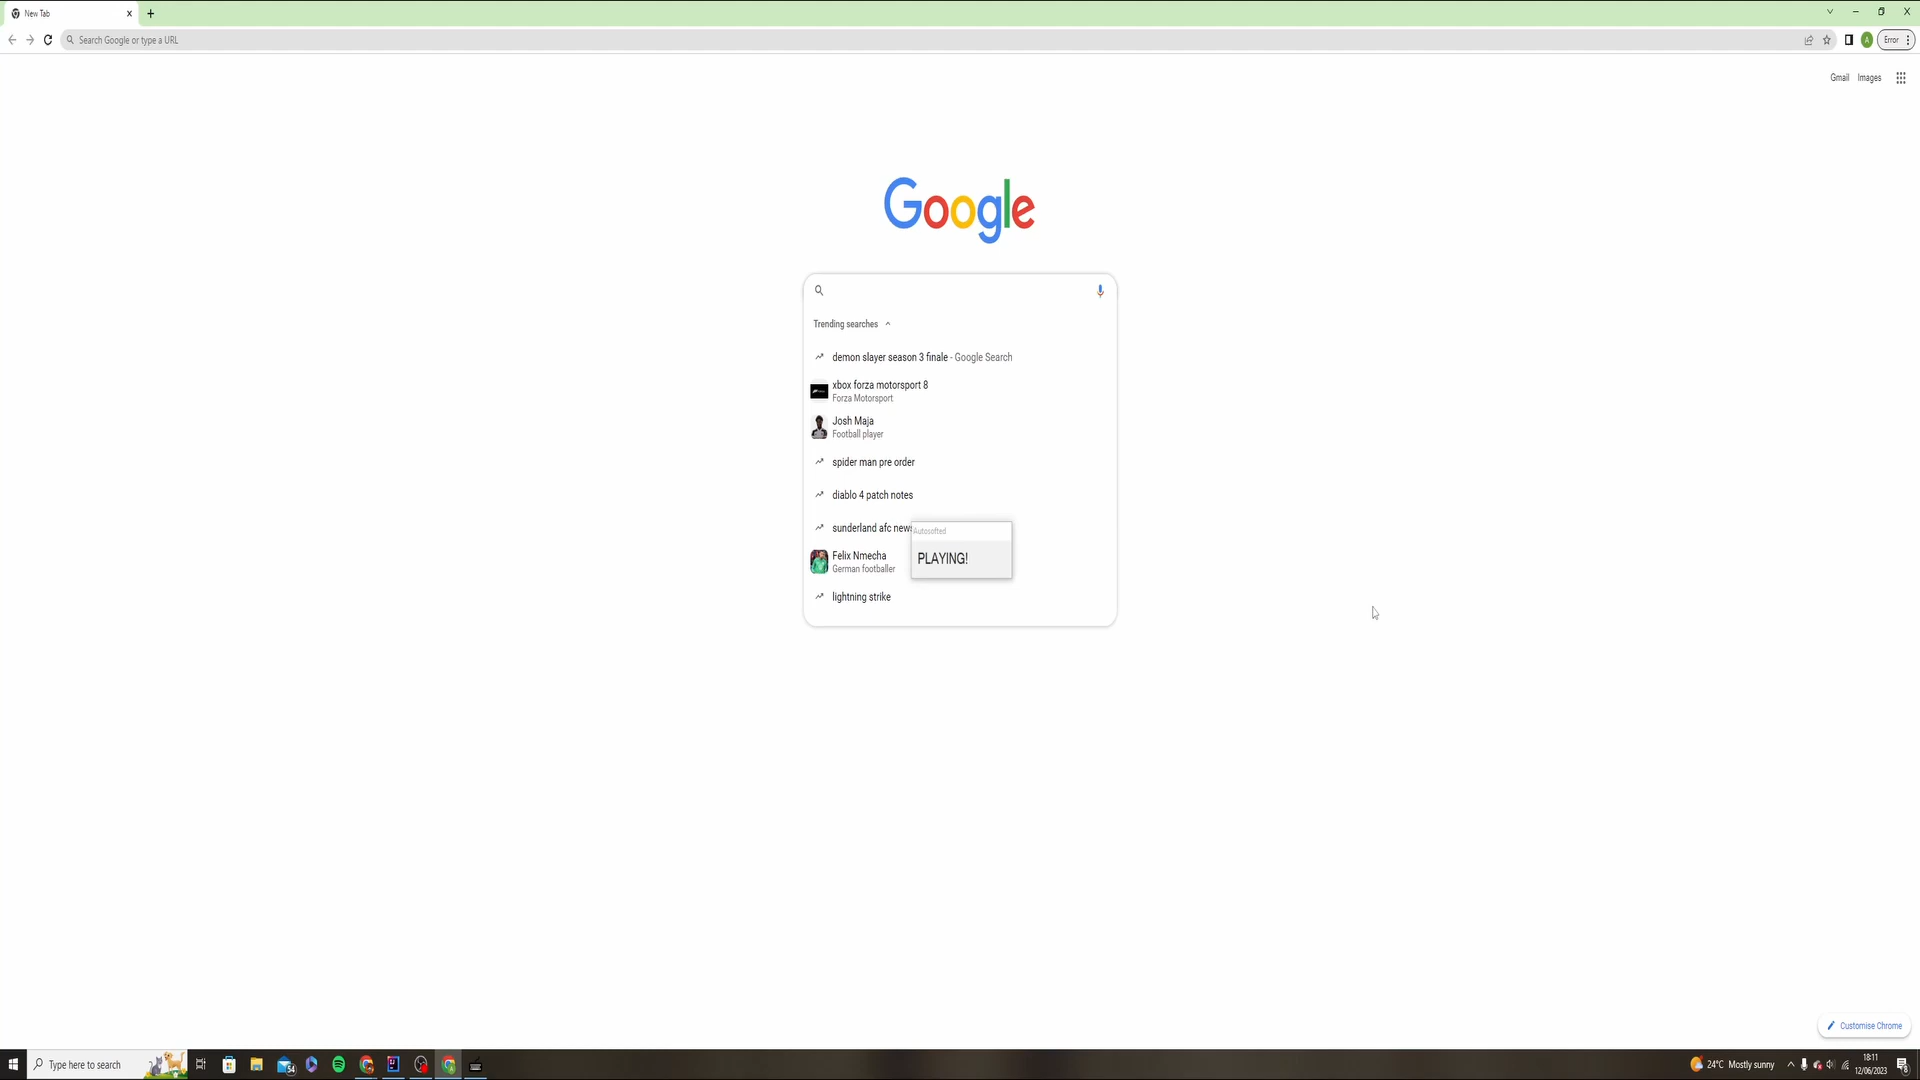 New Tab
Search Google or type a URL
Error
Gmail Images
Google
Trending searches
demon slayer season 3 finale - Google Search
xbox forza motorsport 8
Forza Motorsport
Josh Maja
Football player
spider man pre order
diablo 4 patch notes
sunderland afc news
Autosofted
PLAYING!
Felix Nmecha
German footballer
lightning strike
Customise Chrome
Type here to search
54
24°C Mostly sunny
18:11
12/06/2023